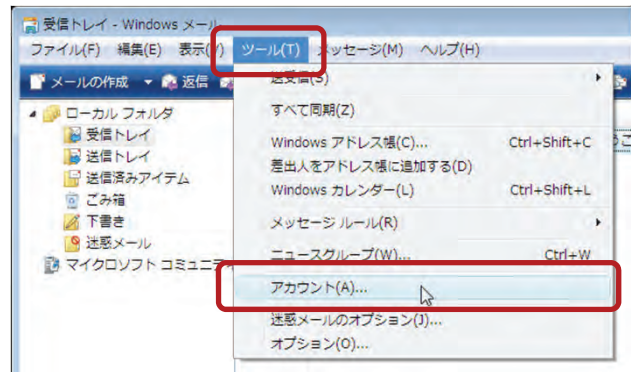 受信トレイ - Windows メール
ファイル(F) 編集(E) 表示(V) ツール(T) メッセージ(M) ヘルプ(H)
メールの作成 返信
送受信(S)
ローカル フォルダ
すべて同期(Z)
受信トレイ
Windows アドレス帳(C)... Ctrl+Shift+C
送信トレイ
差出人をアドレス帳に追加する(D)
送信済みアイテム
Windows カレンダー(L) Ctrl+Shift+L
ごみ箱
下書き
メッセージ ルール(R)
迷惑メール
ニュースグループ(W)... Ctrl+W
マイクロソフト コミュニティ
アカウント(A)...
迷惑メールのオプション(J)...
オプション(O)...